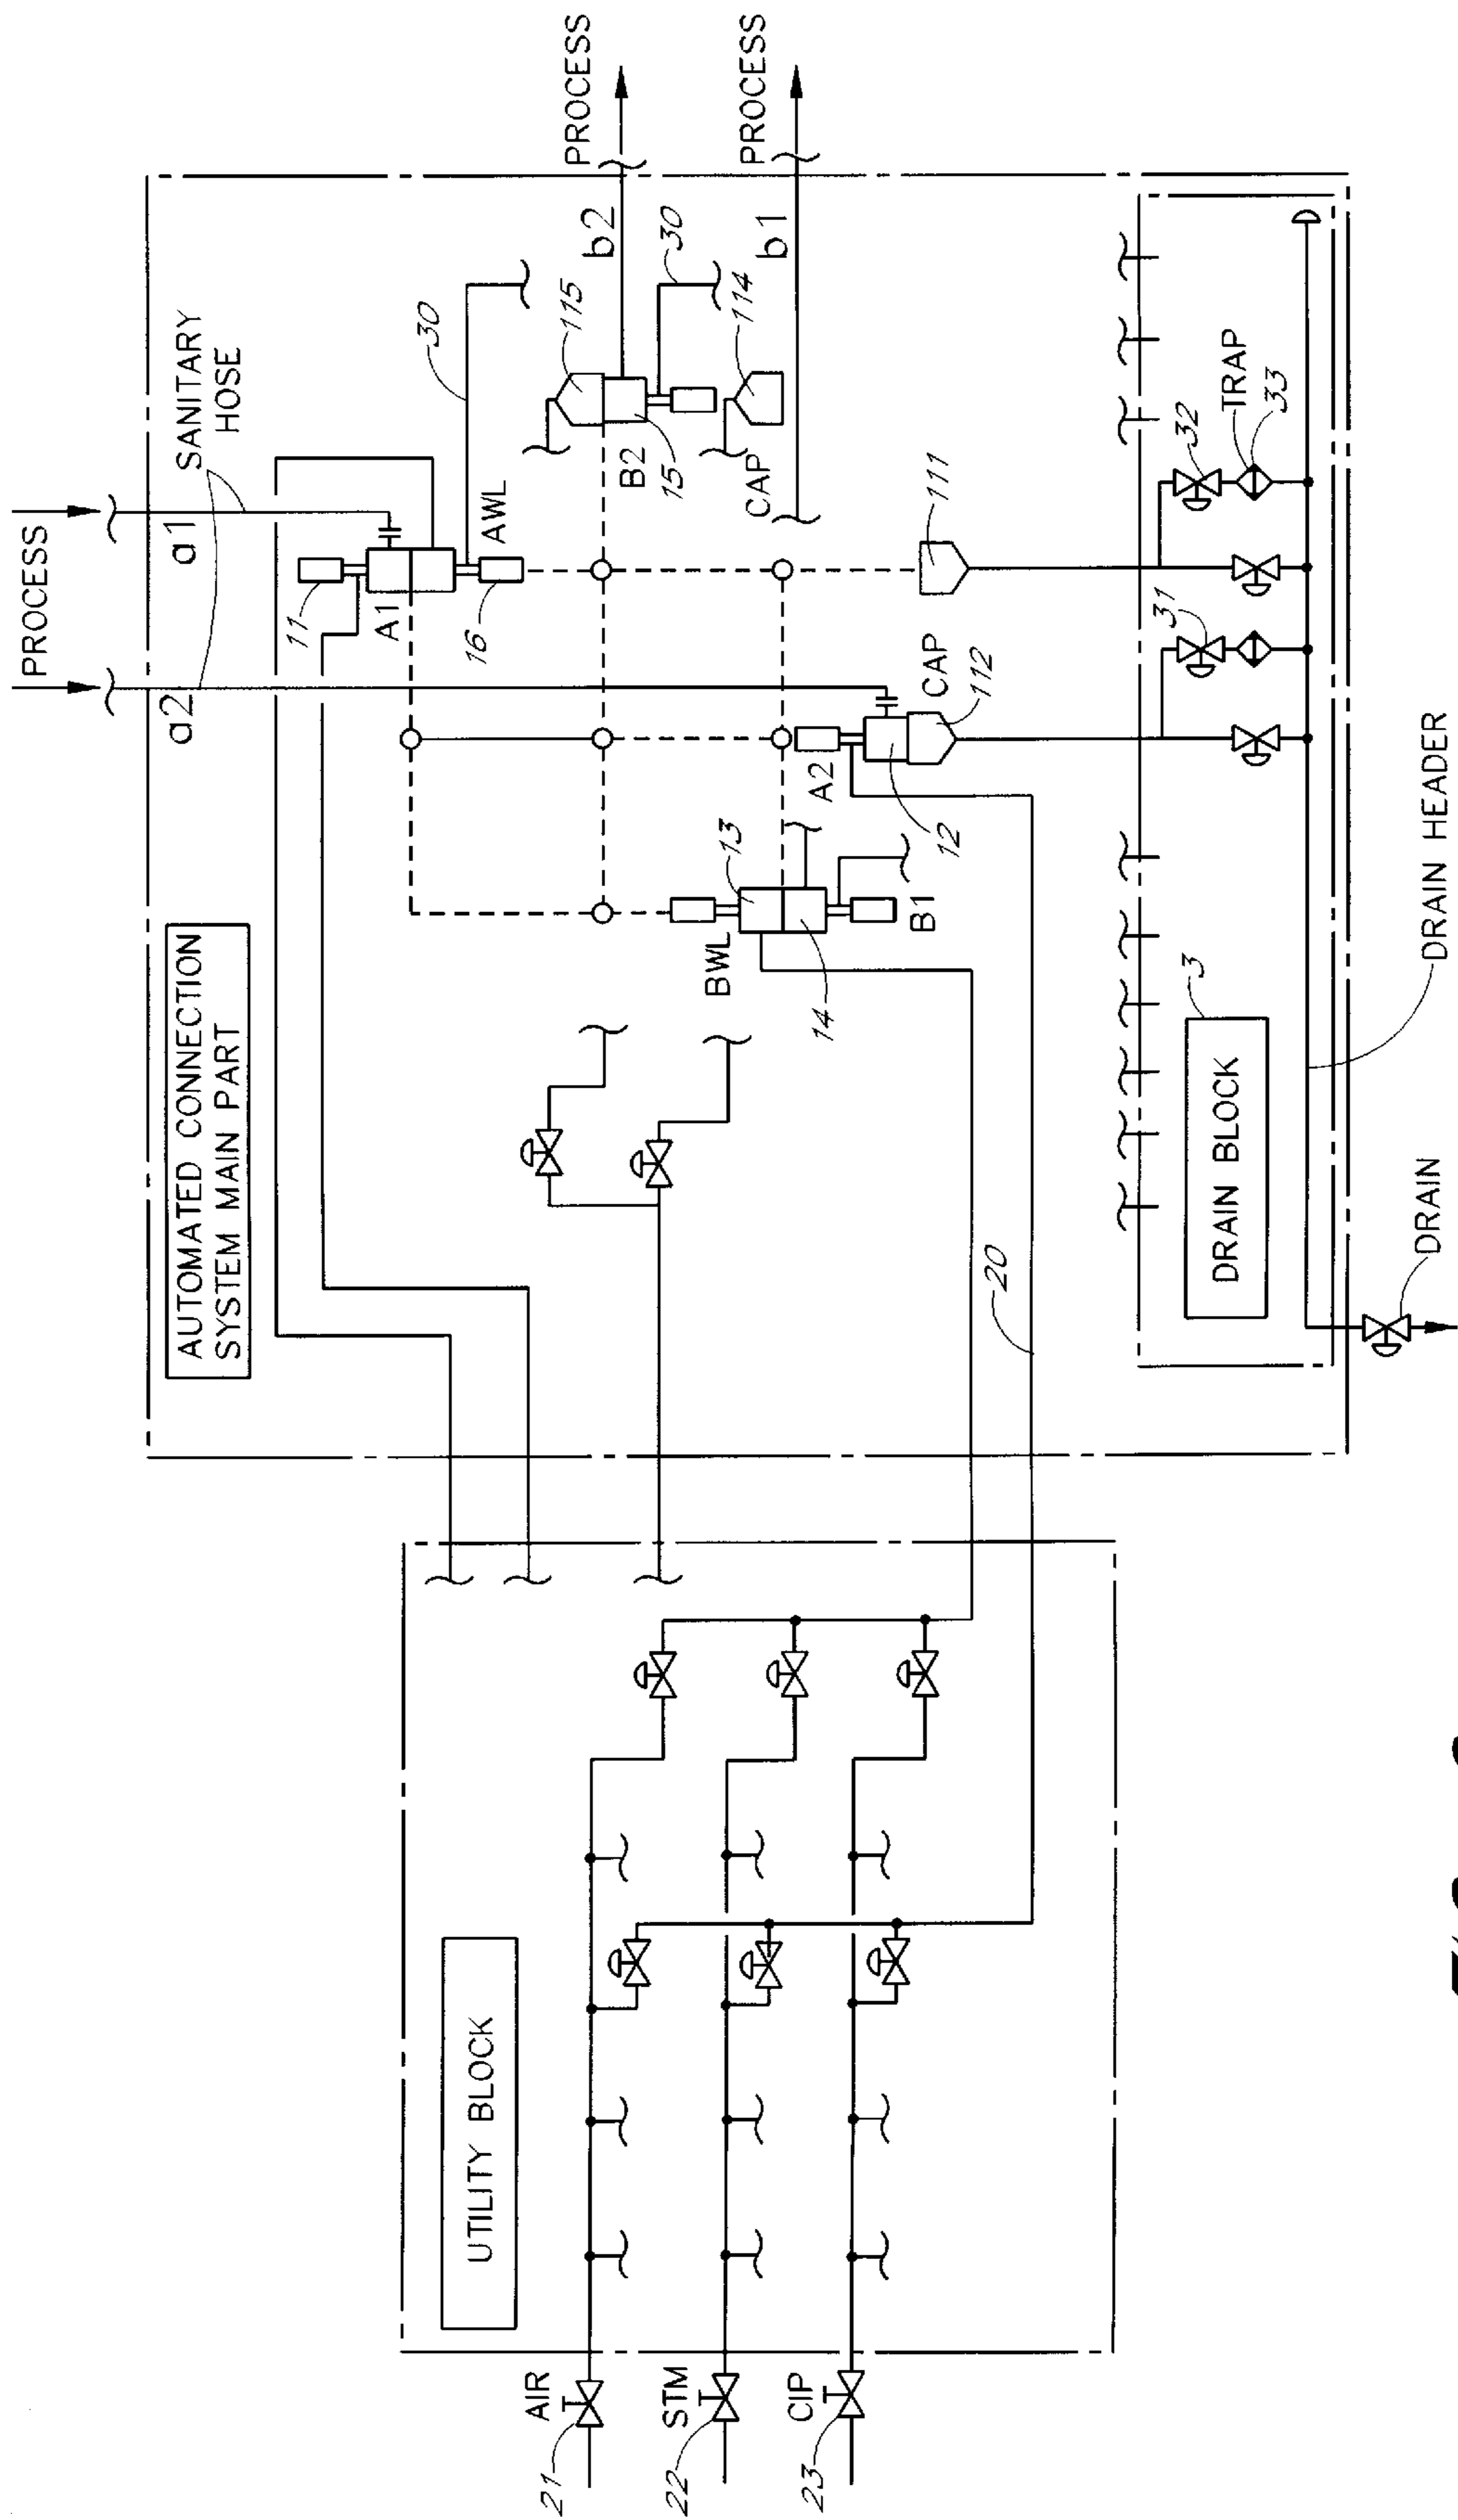 PROCESS
a1
a2
SANITARY
HOSE
AUTOMATED CONNECTION
SYSTEM MAIN PART
11
A1
16
AWL
30
115
b2
PROCESS
30
B2
15
CAP
114
b1
PROCESS
111
CAP
112
A2
12
13
BWL
14
B1
31
32
TRAP
33
3
DRAIN BLOCK
DRAIN HEADER
DRAIN
20
UTILITY BLOCK
AIR
21
STM
22
CIP
23